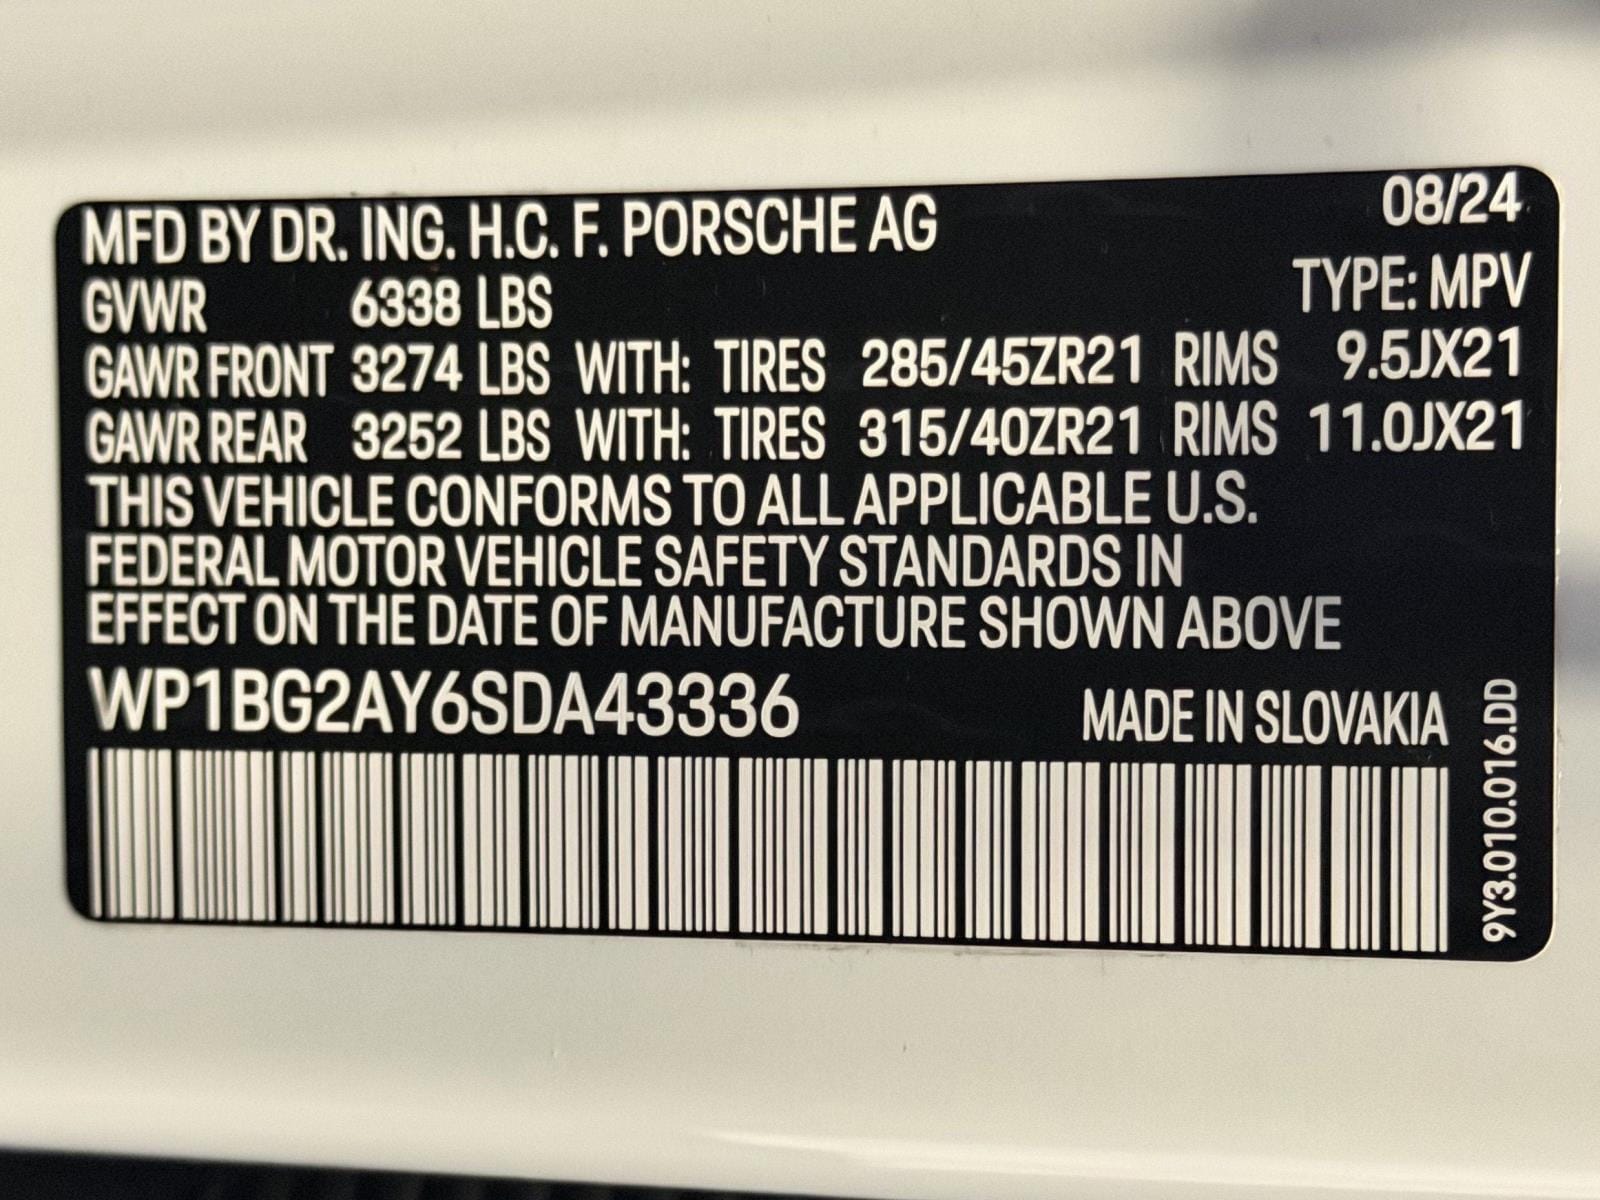 MFD BY DR. ING. H.C. F. PORSCHE AG 08/24
GVWR 6338 LBS TYPE: MPV
GAWR FRONT 3274 LBS WITH: TIRES 285/45ZR21 RIMS 9.5JX21
GAWR REAR 3252 LBS WITH: TIRES 315/40ZR21 RIMS 11.0JX21
THIS VEHICLE CONFORMS TO ALL APPLICABLE U.S.
FEDERAL MOTOR VEHICLE SAFETY STANDARDS IN
EFFECT ON THE DATE OF MANUFACTURE SHOWN ABOVE
WP1BG2AY6SDA43336 MADE IN SLOVAKIA
9Y3.010.016.DD